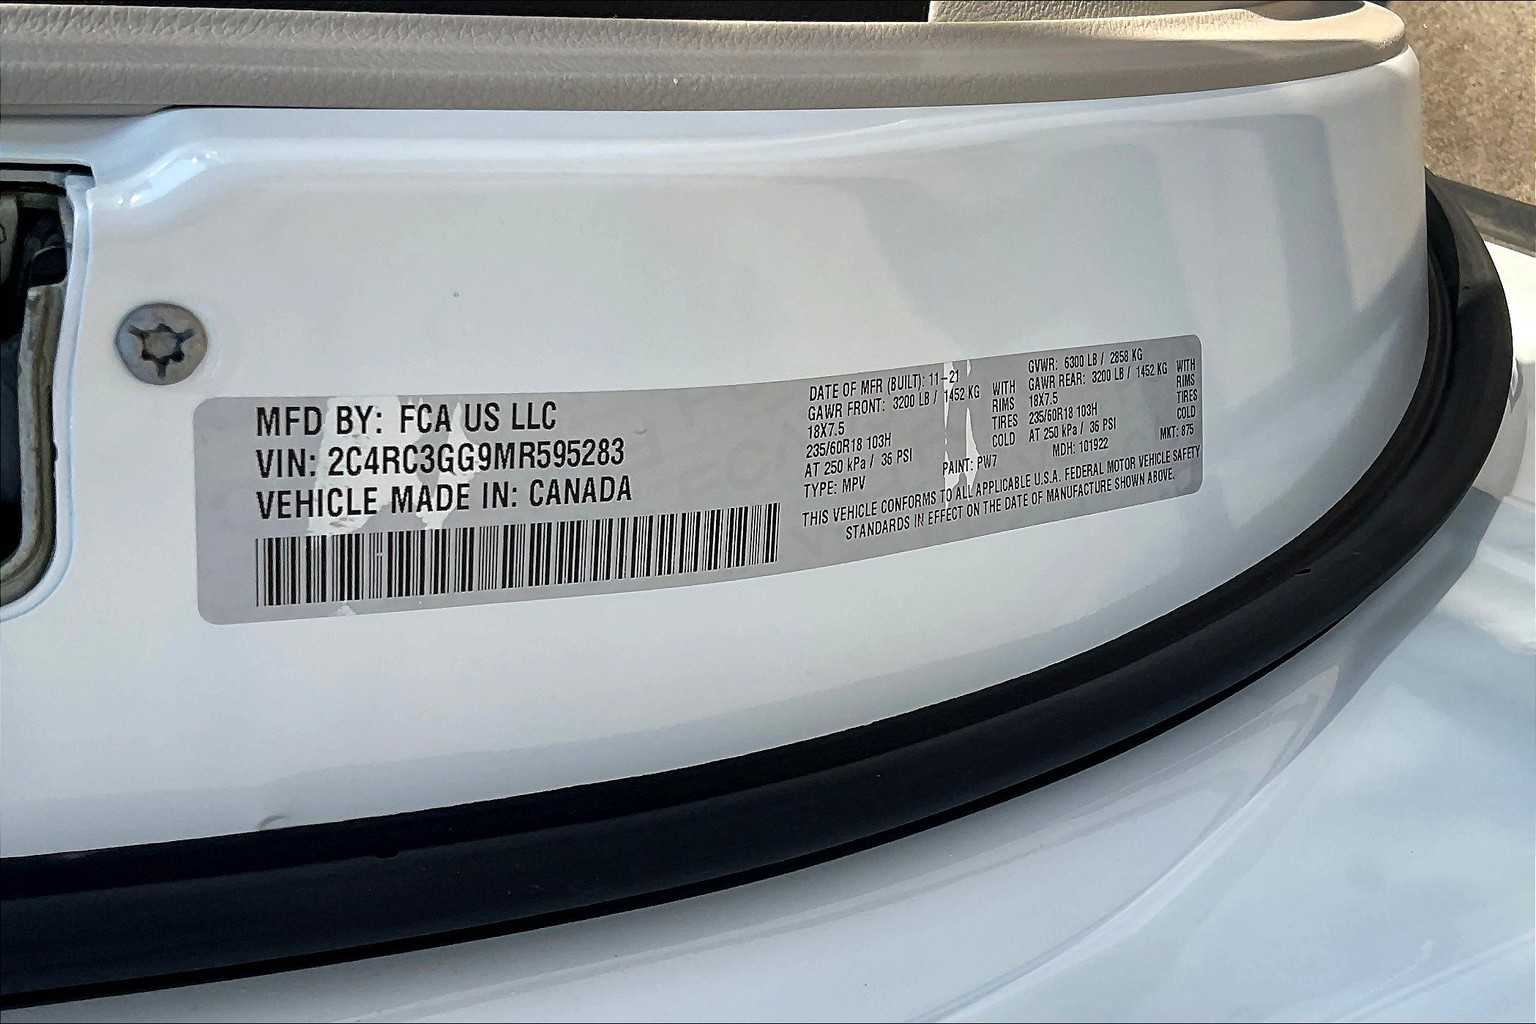 MFD BY: FCA US LLC
VIN: 2C4RC3GG9MR595283
VEHICLE MADE IN: CANADA
DATE OF MFR (BUILT): 11-21
GAWR FRONT: 3200 LB / 1452 KG WITH
18X7.5 RIMS
235/60R18 103H TIRES
AT 250 kPa / 36 PSI COLD
TYPE: MPV PAINT: PW7
GVWR: 6300 LB / 2858 KG
GAWR REAR: 3200 LB / 1452 KG WITH
18X7.5 RIMS
235/60R18 103H TIRES
AT 250 kPa / 36 PSI COLD
MDH: 101922 MKT: 875
THIS VEHICLE CONFORMS TO ALL APPLICABLE U.S.A. FEDERAL MOTOR VEHICLE SAFETY
STANDARDS IN EFFECT ON THE DATE OF MANUFACTURE SHOWN ABOVE.